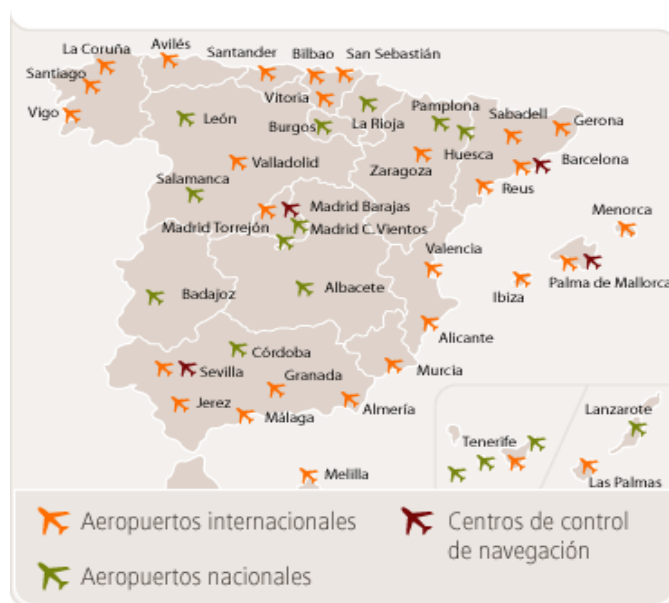 La Coruña
Avilés
Santander
Bilbao
San Sebastián
Santiago
Vigo
León
Vitoria
Burgos
La Rioja
Pamplona
Sabadell
Gerona
Valladolid
Zaragoza
Huesca
Barcelona
Salamanca
Reus
Madrid Barajas
Madrid Torrejón
Madrid C.Vientos
Menorca
Valencia
Badajoz
Albacete
Ibiza
Palma de Mallorca
Alicante
Córdoba
Sevilla
Granada
Murcia
Jerez
Málaga
Almería
Lanzarote
Tenerife
Melilla
Las Palmas
Aeropuertos internacionales
Aeropuertos nacionales
Centros de control
de navegación